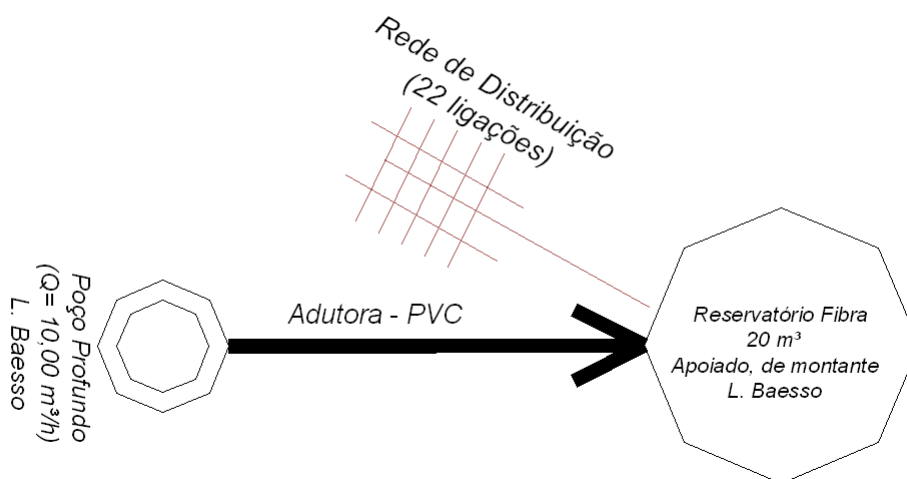 Rede de Distribuição
(22 ligações)
Poço Profundo
(Q= 10,00 m³/h)
L. Baesso
Adutora - PVC
Reservatório Fibra
20 m³
Apoiado, de montante
L. Baesso